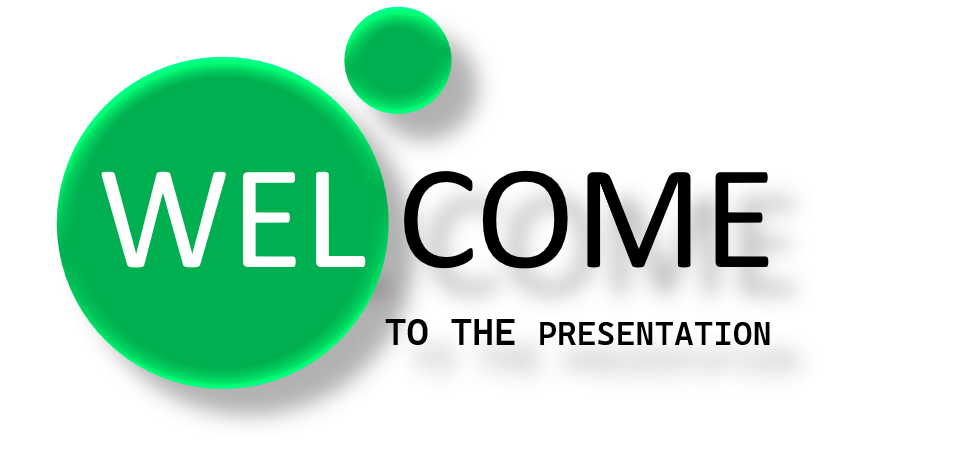 WELCOME
TO THE PRESENTATION